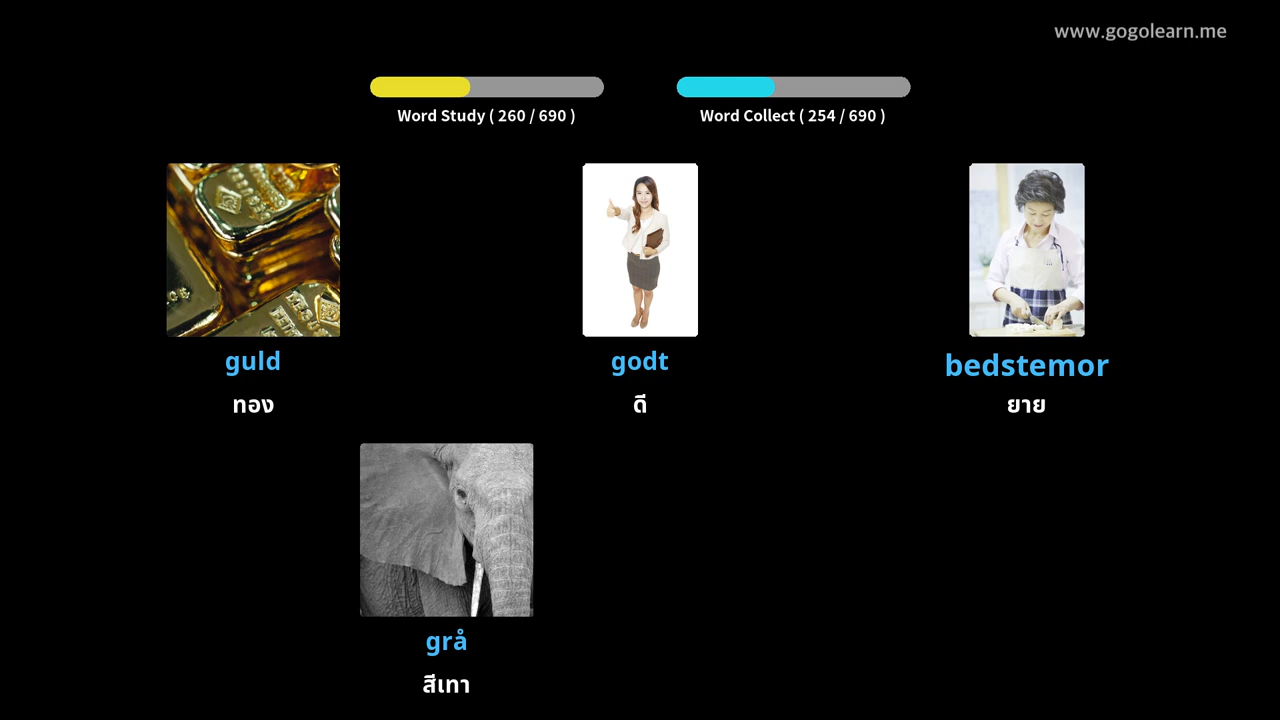 www.gogolearn.me
Word Study ( 260 / 690 )
Word Collect ( 254 / 690 )
guld
godt
bedstemor
ทอง
ดี
ยาย
grå
สีเทา